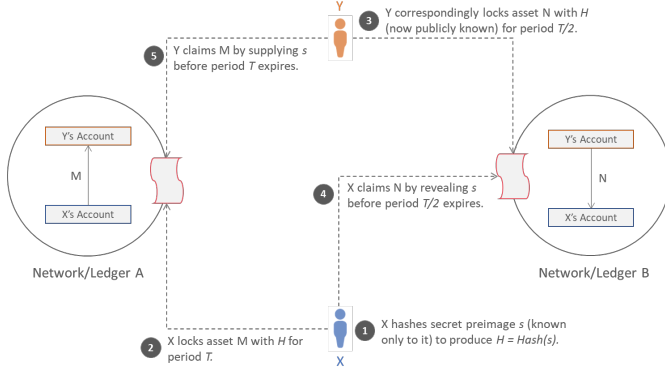 Y
3 Y correspondingly locks asset N with H
(now publicly known) for period T/2.
5 Y claims M by supplying s
before period T expires.
Y's Account
M
X's Account
Network/Ledger A
Y's Account
N
X's Account
Network/Ledger B
4 X claims N by revealing s
before period T/2 expires.
2 X locks asset M with H for
period T.
1 X hashes secret preimage s (known
only to it) to produce H = Hash(s).
X